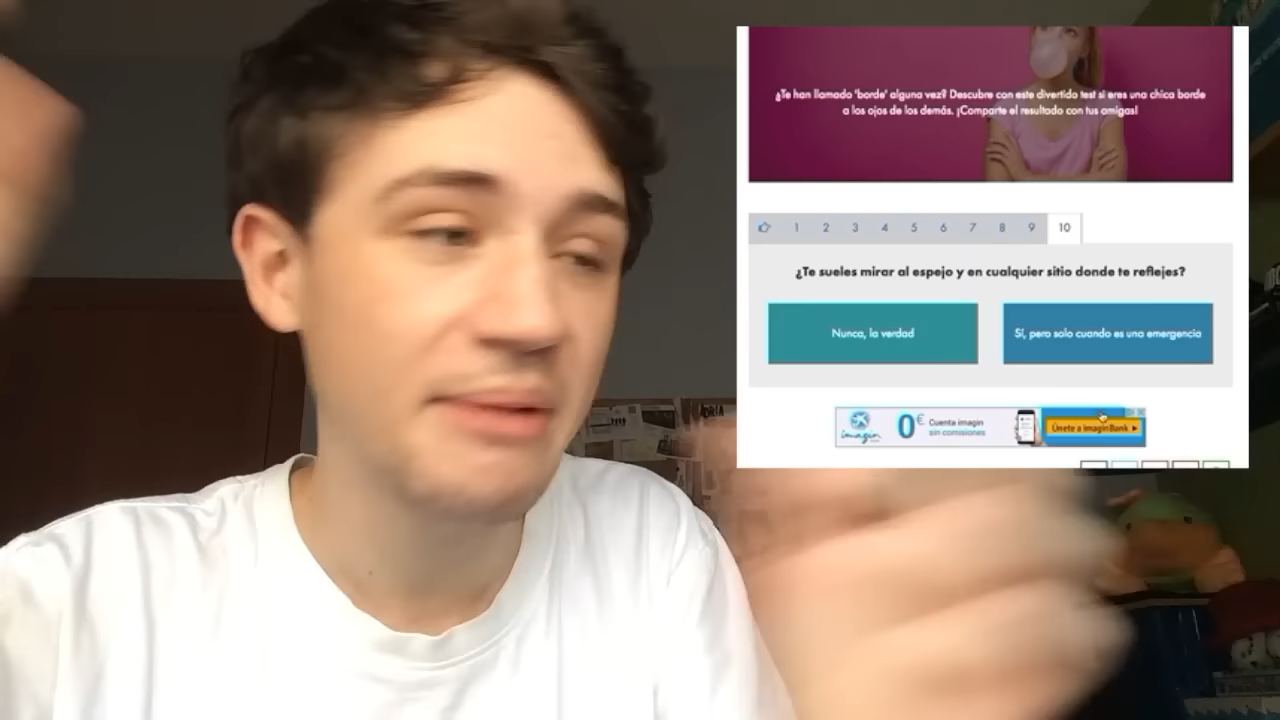 ¿Te han llamado 'borde' alguna vez? Descubre con este divertido test si eres una chica borde
a los ojos de los demás. ¡Comparte el resultado con tus amigas!
1 2 3 4 5 6 7 8 9 10
¿Te sueles mirar al espejo y en cualquier sitio donde te reflejes?
Nunca, la verdad
Sí, pero solo cuando es una emergencia
imagin
0€
Cuenta imagin
sin comisiones
Únete a imaginBank